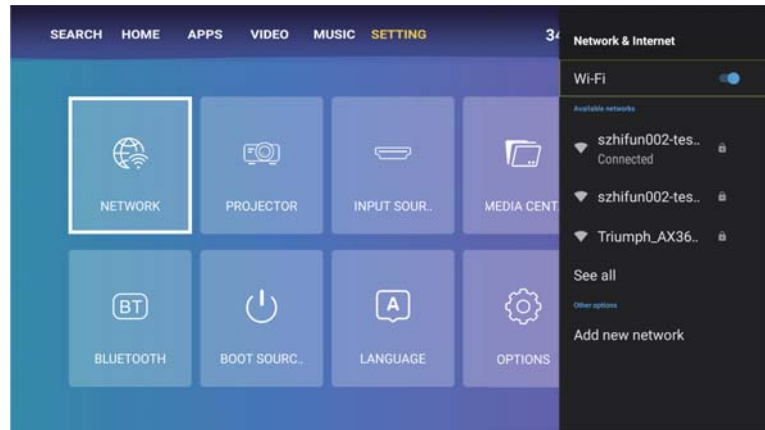 SEARCH HOME APPS VIDEO MUSIC SETTING 34
NETWORK PROJECTOR INPUT SOUR.. MEDIA CENT
BT A
BLUETOOTH BOOT SOURC.. LANGUAGE OPTIONS
Network & Internet
Wi-Fi
Available networks
szhifun002-tes..
Connected
szhifun002-tes..
Triumph_AX36..
See all
Other options
Add new network